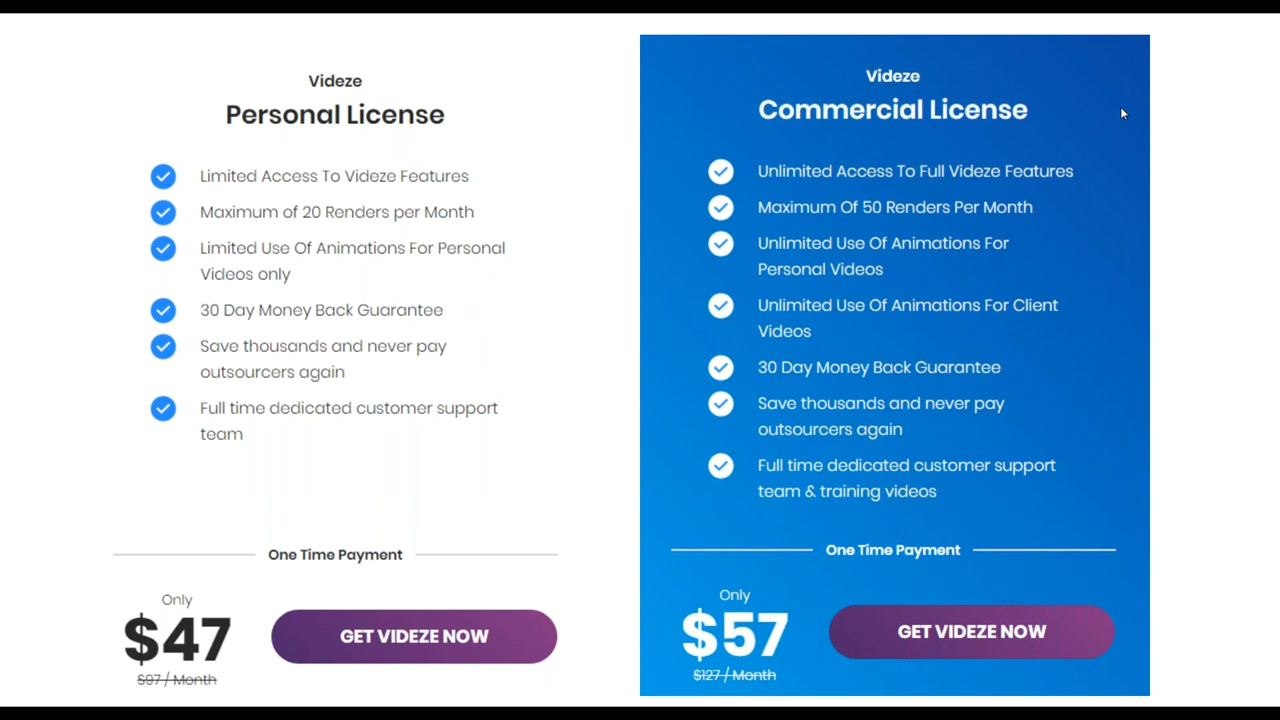 Videze
Personal License
Limited Access To Videze Features
Maximum of 20 Renders per Month
Limited Use Of Animations For Personal
Videos only
30 Day Money Back Guarantee
Save thousands and never pay
outsourcers again
Full time dedicated customer support
team
One Time Payment
Only
$47
$97 / Month
GET VIDEZE NOW
Videze
Commercial License
Unlimited Access To Full Videze Features
Maximum Of 50 Renders Per Month
Unlimited Use Of Animations For
Personal Videos
Unlimited Use Of Animations For Client
Videos
30 Day Money Back Guarantee
Save thousands and never pay
outsourcers again
Full time dedicated customer support
team & training videos
One Time Payment
Only
$57
$127 / Month
GET VIDEZE NOW